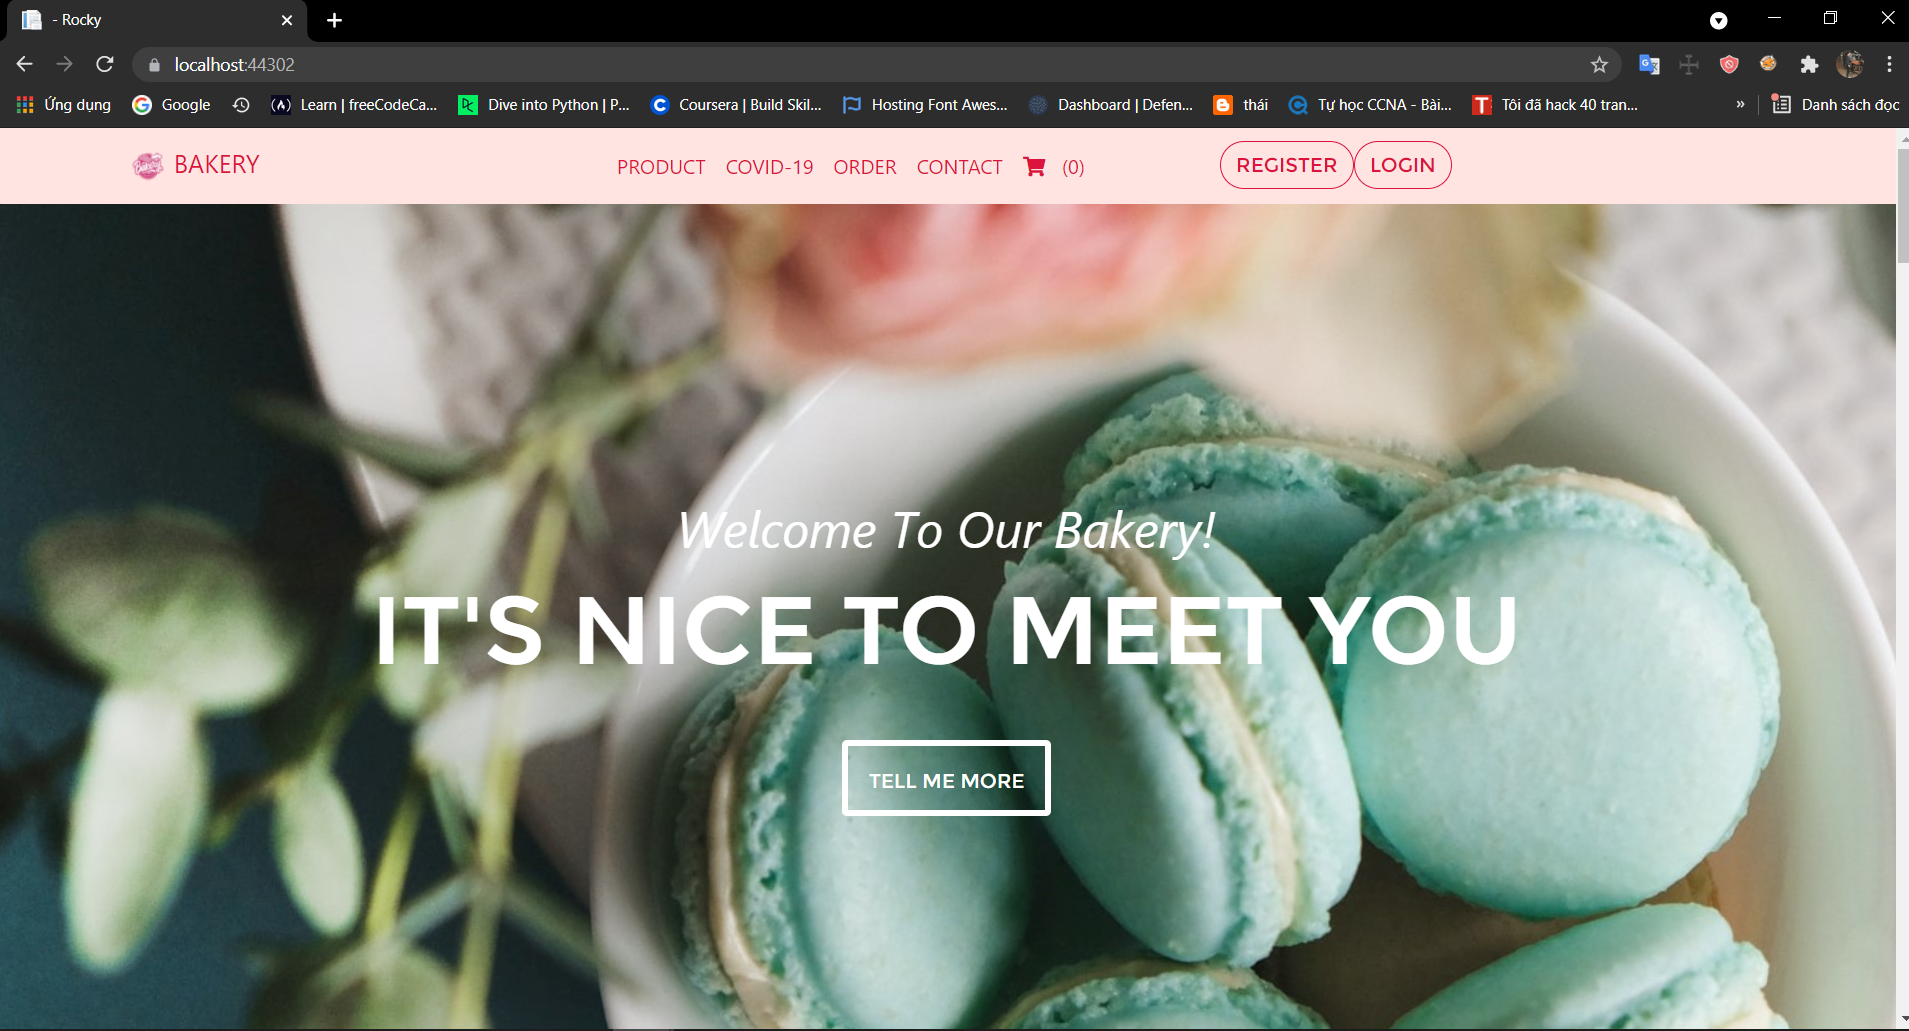 - Rocky
localhost:44302
Ứng dụng Google Learn | freeCodeCa... Dive into Python | P... Coursera | Build Skil... Hosting Font Awes... Dashboard | Defen... thái Tự học CCNA - Bài... Tôi đã hack 40 tran... » Danh sách đọc
BAKERY PRODUCT COVID-19 ORDER CONTACT (0) REGISTER LOGIN
Welcome To Our Bakery!
IT'S NICE TO MEET YOU
TELL ME MORE